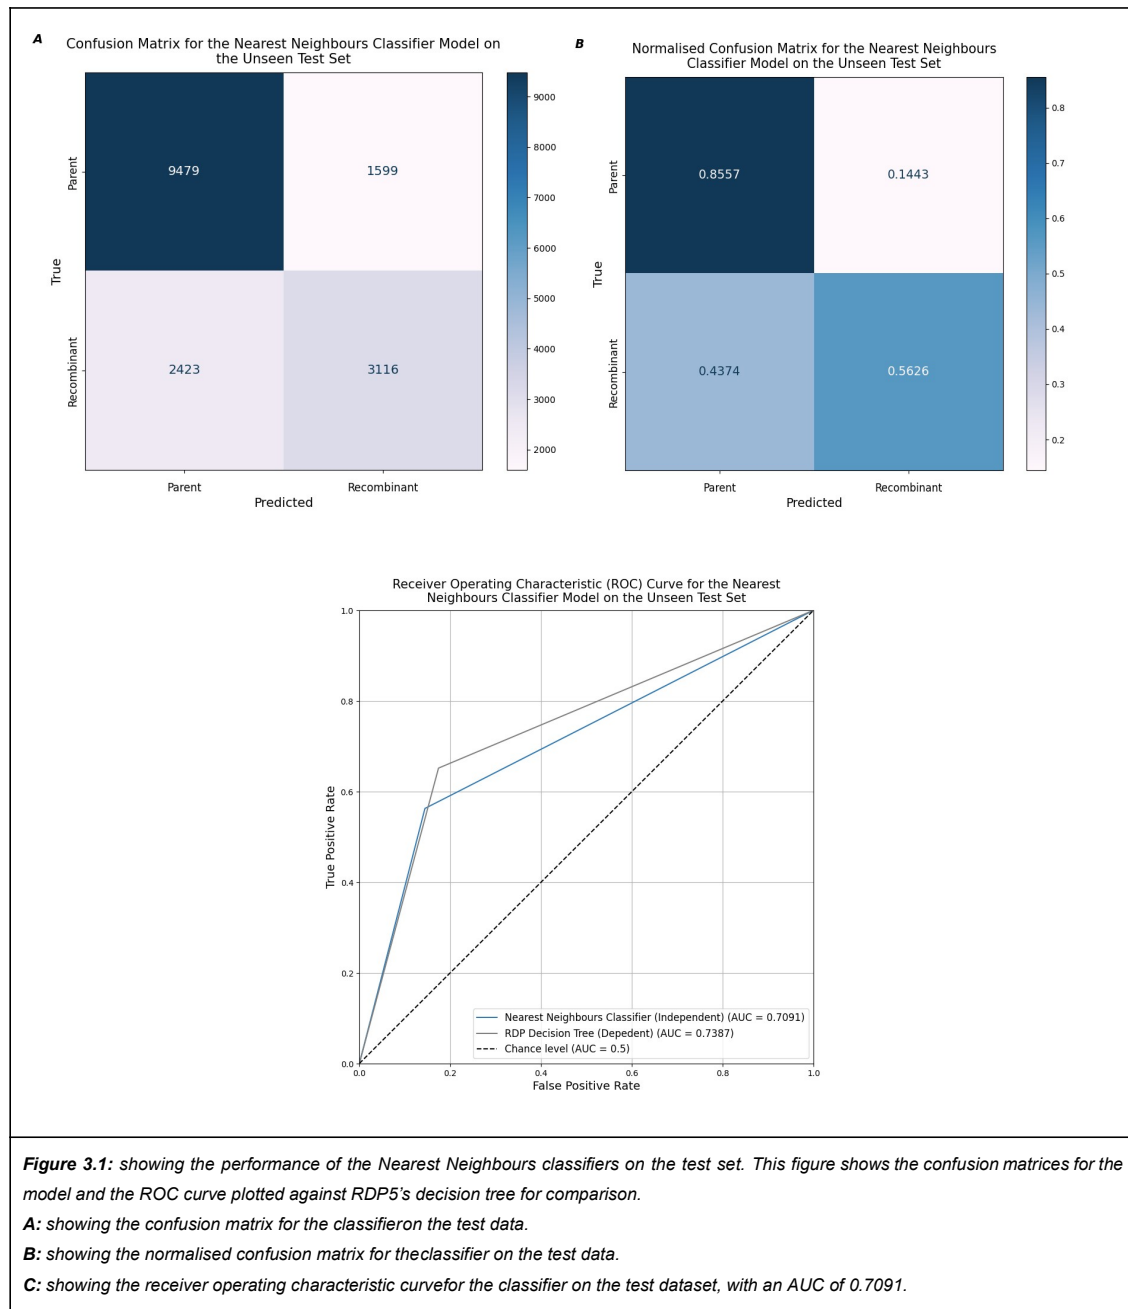 A
Confusion Matrix for the Nearest Neighbours Classifier Model on
the Unseen Test Set
9479
1599
2423
3116
Parent
Recombinant
True
Parent
Recombinant
Predicted
9000
8000
7000
6000
5000
4000
3000
2000
B
Normalised Confusion Matrix for the Nearest Neighbours
Classifier Model on the Unseen Test Set
0.8557
0.1443
0.4374
0.5626
Parent
Recombinant
True
Parent
Recombinant
Predicted
0.8
0.7
0.6
0.5
0.4
0.3
0.2
Receiver Operating Characteristic (ROC) Curve for the Nearest
Neighbours Classifier Model on the Unseen Test Set
1.0
0.8
0.6
0.4
0.2
0.0
True Positive Rate
Nearest Neighbours Classifier (Independent) (AUC = 0.7091)
RDP Decision Tree (Depedent) (AUC = 0.7387)
Chance level (AUC = 0.5)
0.0
0.2
0.4
0.6
0.8
1.0
False Positive Rate
Figure 3.1: showing the performance of the Nearest Neighbours classifiers on the test set. This figure shows the confusion matrices for the
model and the ROC curve plotted against RDP5's decision tree for comparison.
A: showing the confusion matrix for the classifieron the test data.
B: showing the normalised confusion matrix for theclassifier on the test data.
C: showing the receiver operating characteristic curvefor the classifier on the test dataset, with an AUC of 0.7091.